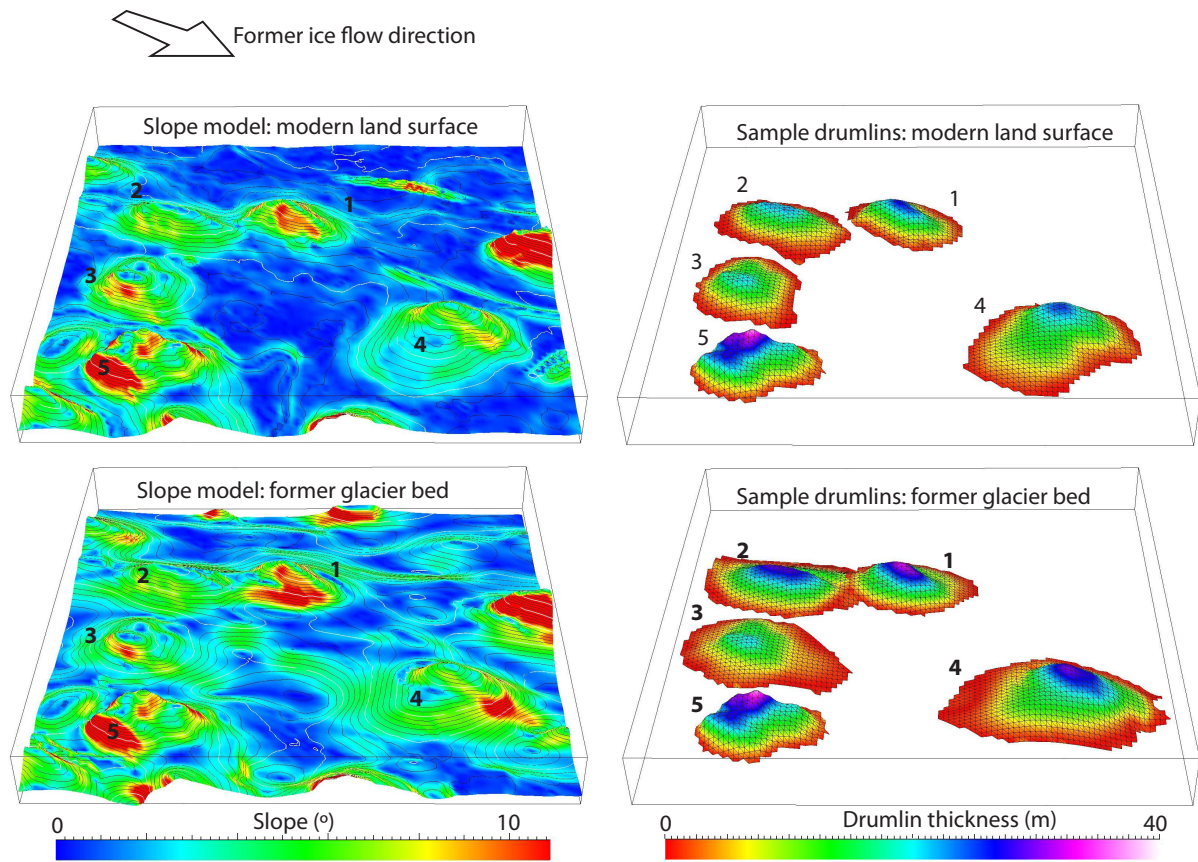 Former ice flow direction
Slope model: modern land surface
2
1
3
4
5
Sample drumlins: modern land surface
2
1
3
4
5
Slope model: former glacier bed
2
1
3
4
5
Sample drumlins: former glacier bed
2
1
3
4
5
0 Slope (º) 10
0 Drumlin thickness (m) 40